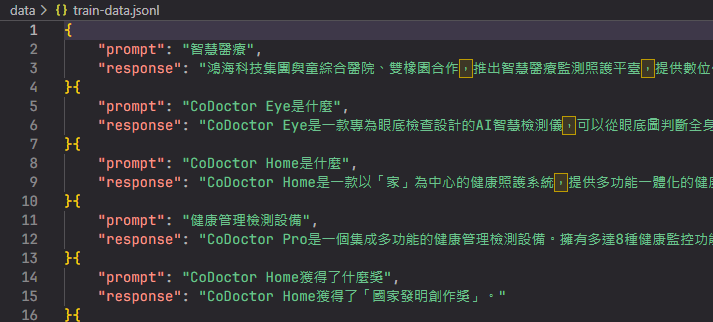 data > {} train-data.jsonl
1 {
2 "prompt": "智慧醫療",
3 "response": "鴻海科技集團與童綜合醫院、雙橡園合作，推出智慧醫療監測照護平臺，提供數位
4 }{
5 "prompt": "CoDoctor Eye是什麼",
6 "response": "CoDoctor Eye是一款專為眼底檢查設計的AI智慧檢測儀，可以從眼底圖判斷全身
7 }{
8 "prompt": "CoDoctor Home是什麼",
9 "response": "CoDoctor Home是一款以「家」為中心的健康照護系統，提供多功能一體化的健康
10 }{
11 "prompt": "健康管理檢測設備",
12 "response": "CoDoctor Pro是一個集成多功能的健康管理檢測設備。擁有多達8種健康監控功能
13 }{
14 "prompt": "CoDoctor Home獲得了什麼獎",
15 "response": "CoDoctor Home獲得了「國家發明創作獎」。"
16 }{